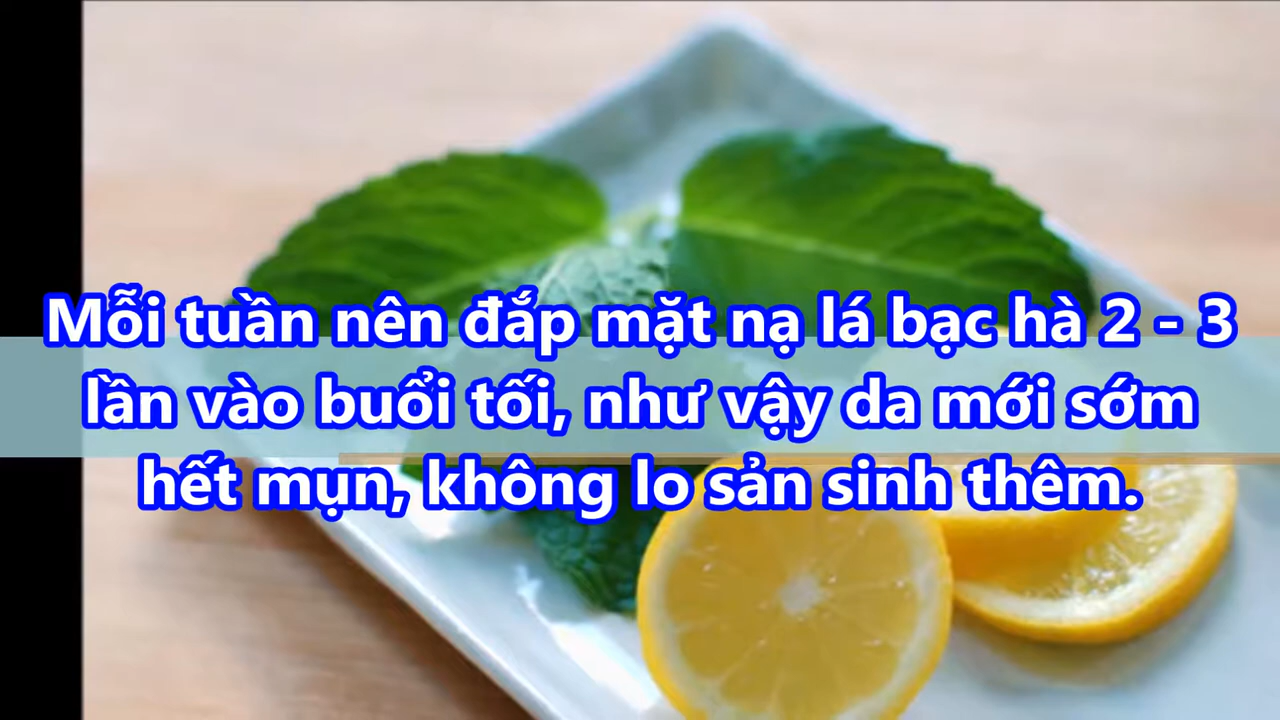 Mỗi tuần nên đắp mặt nạ lá bạc hà 2 - 3
lần vào buổi tối, như vậy da mới sớm
hết mụn, không lo sản sinh thêm.